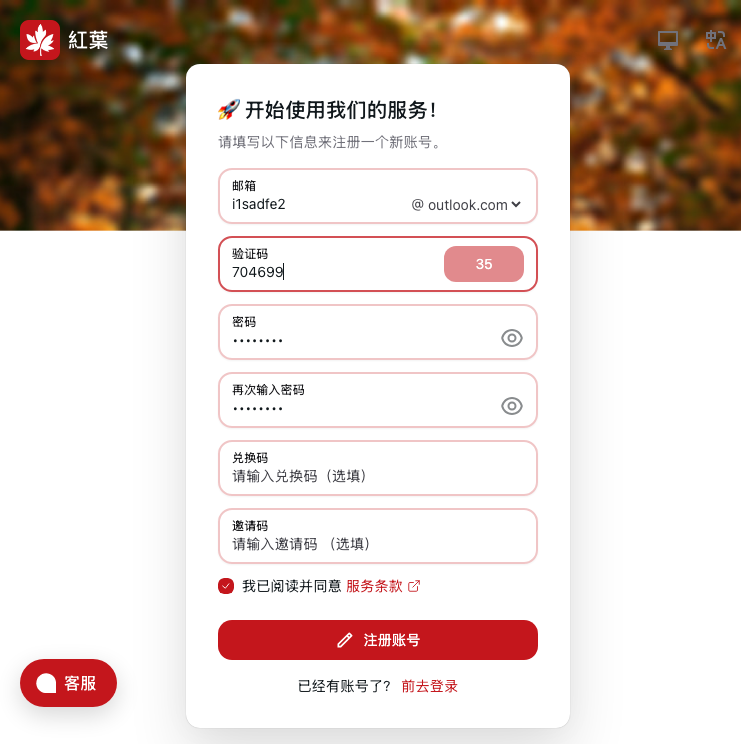 紅葉
🚀 开始使用我们的服务！
请填写以下信息来注册一个新账号。
邮箱
i1sadfe2 @ outlook.com
验证码
704699 35
密码
••••••••
再次输入密码
••••••••
兑换码
请输入兑换码（选填）
邀请码
请输入邀请码 （选填）
我已阅读并同意 服务条款
注册账号
已经有账号了？ 前去登录
客服